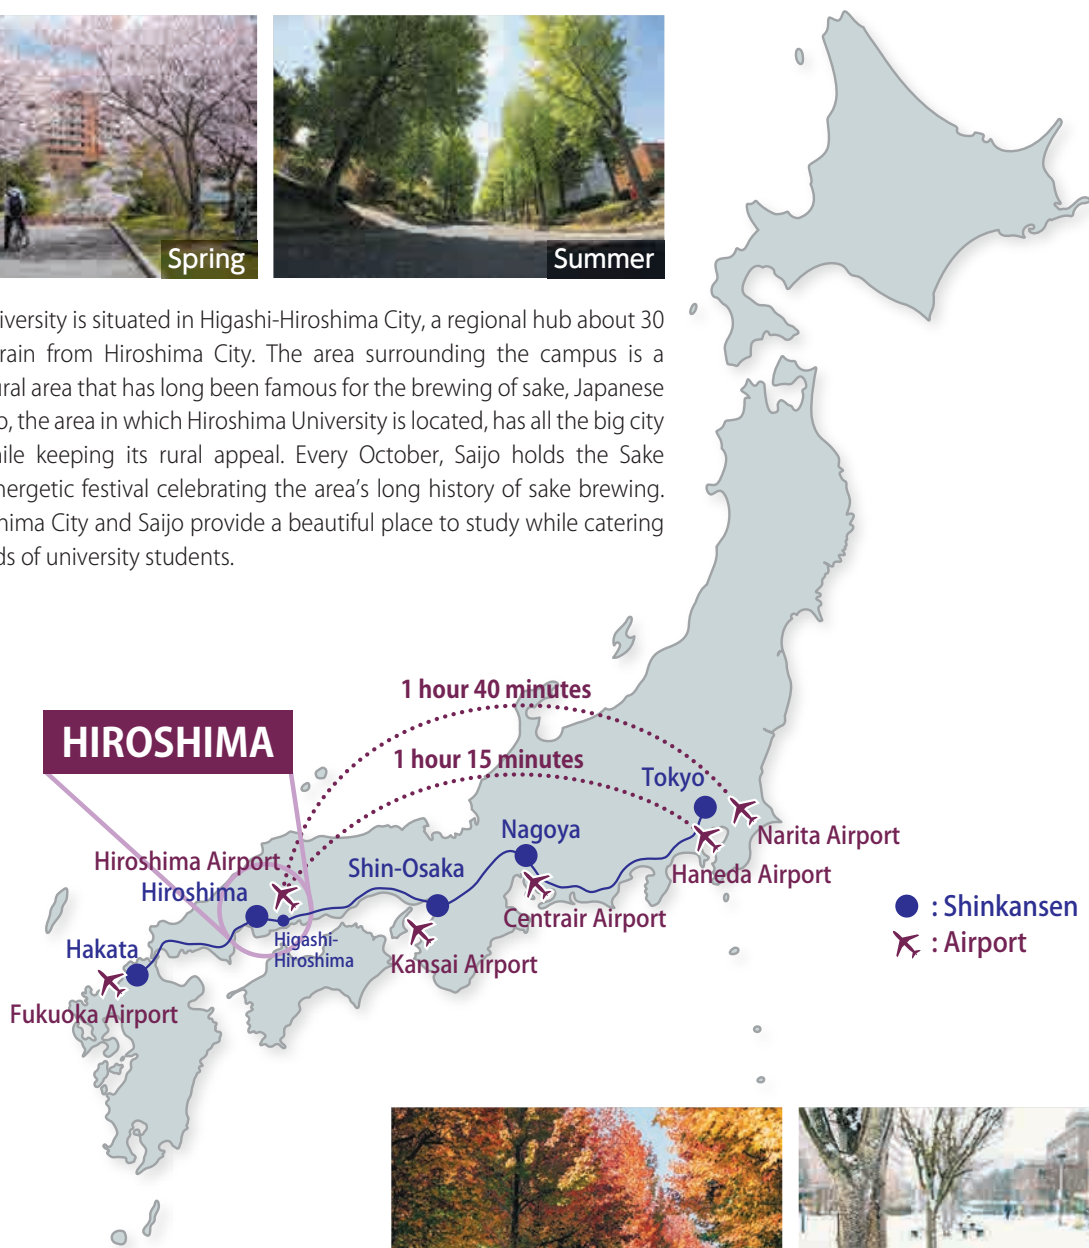 Spring
Summer
iversity is situated in Higashi-Hiroshima City, a regional hub about 30
rain from Hiroshima City. The area surrounding the campus is a
ural area that has long been famous for the brewing of sake, Japanese
o, the area in which Hiroshima University is located, has all the big city
ile keeping its rural appeal. Every October, Saijo holds the Sake
nergetic festival celebrating the area's long history of sake brewing.
hima City and Saijo provide a beautiful place to study while catering
ds of university students.
1 hour 40 minutes
HIROSHIMA
1 hour 15 minutes
Tokyo
Nagoya
Narita Airport
Hiroshima Airport
Shin-Osaka
Haneda Airport
Hiroshima
Centrair Airport
: Shinkansen
Higashi-
Hiroshima
: Airport
Hakata
Kansai Airport
Fukuoka Airport